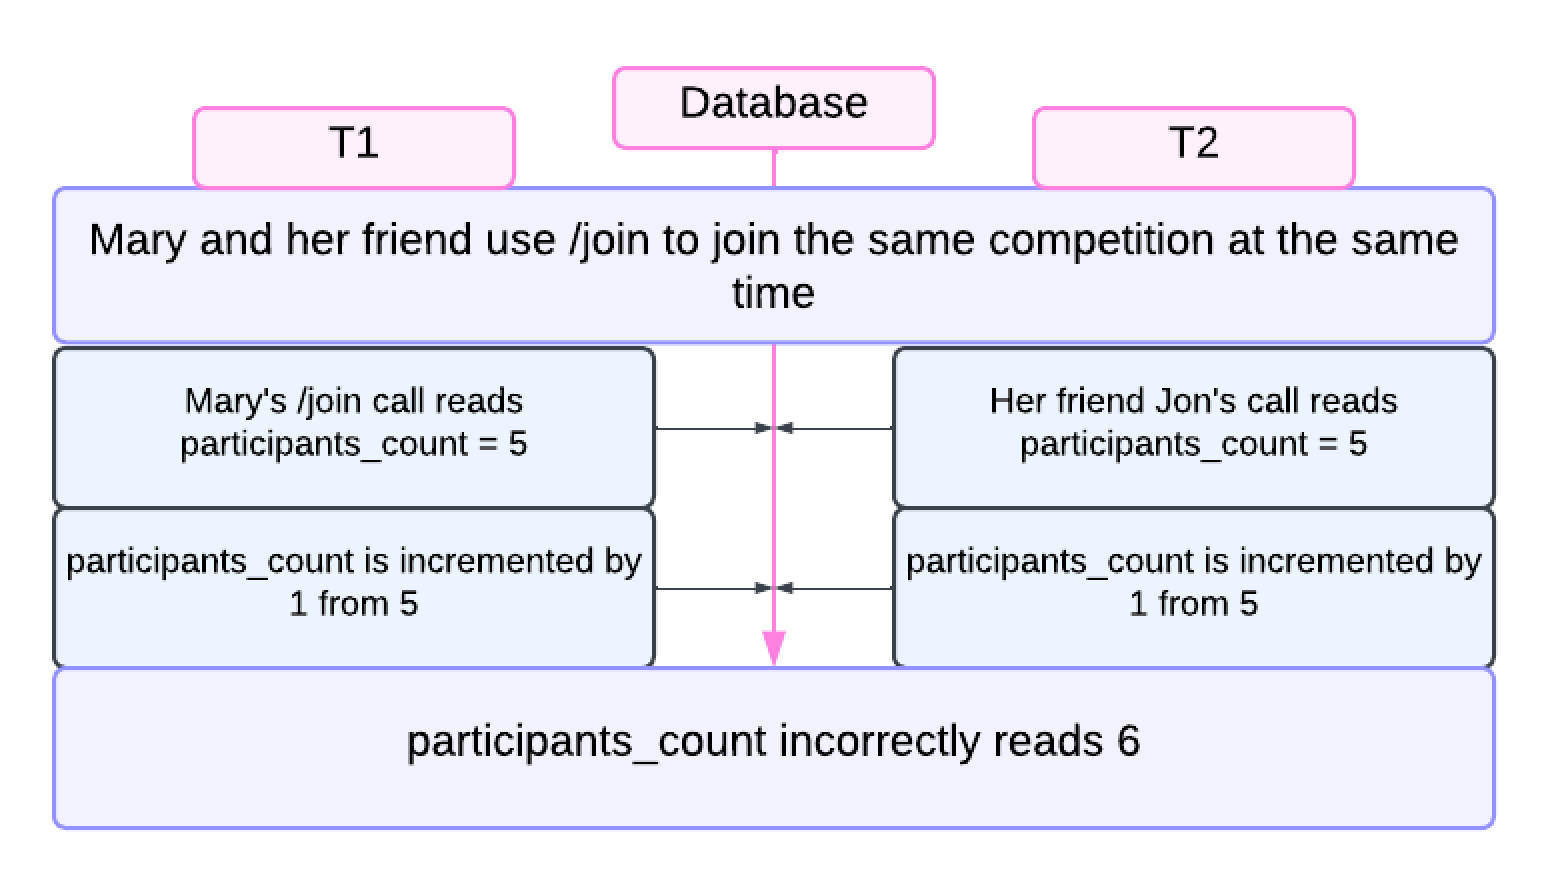 Database
T1
T2
Mary and her friend use /join to join the same competition at the same
time
Mary's /join call reads
participants_count = 5
Her friend Jon's call reads
participants_count = 5
participants_count is incremented by
1 from 5
participants_count is incremented by
1 from 5
participants_count incorrectly reads 6